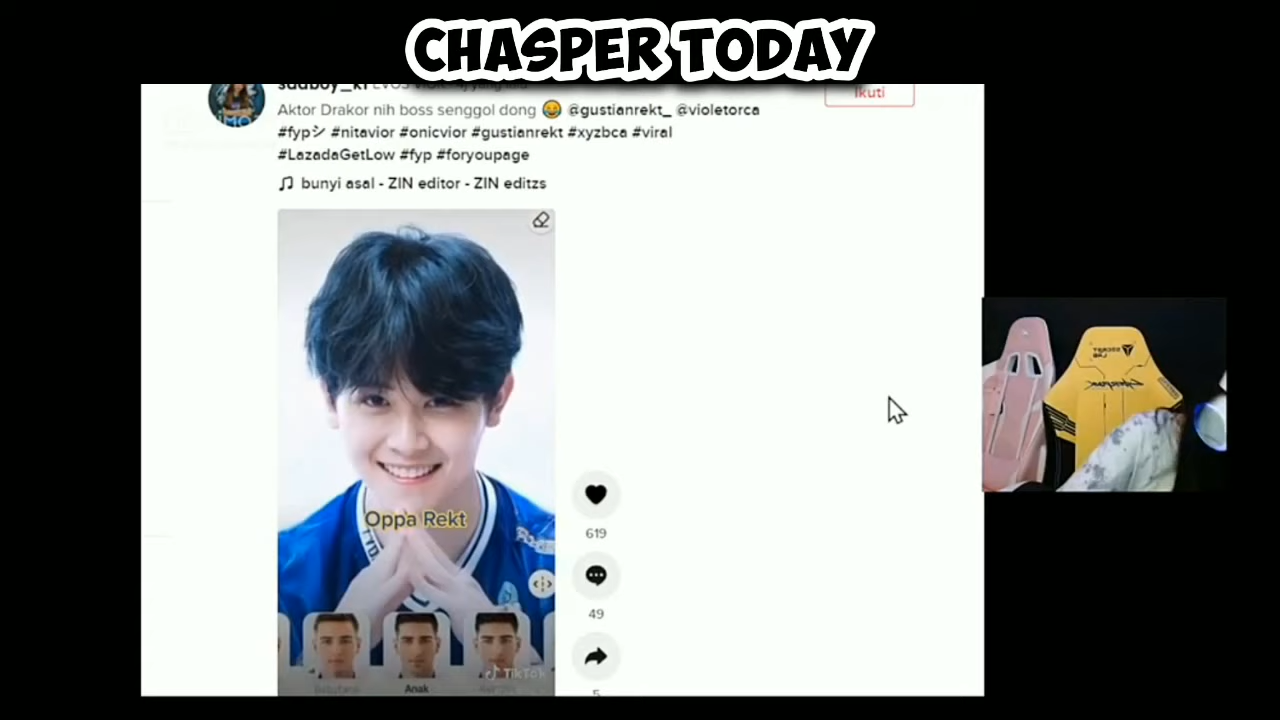 CHASPER TODAY
Ikuti
Aktor Drakor nih boss senggol dong 😂 @gustianrekt_ @violetorca
#fypシ #nitavior #onicvior #gustianrekt #xyzbca #viral
#LazadaGetLow #fyp #foryoupage
♫ bunyi asal - ZIN editor - ZIN editzs
Oppa Rekt
619
49
TikTok
Anak